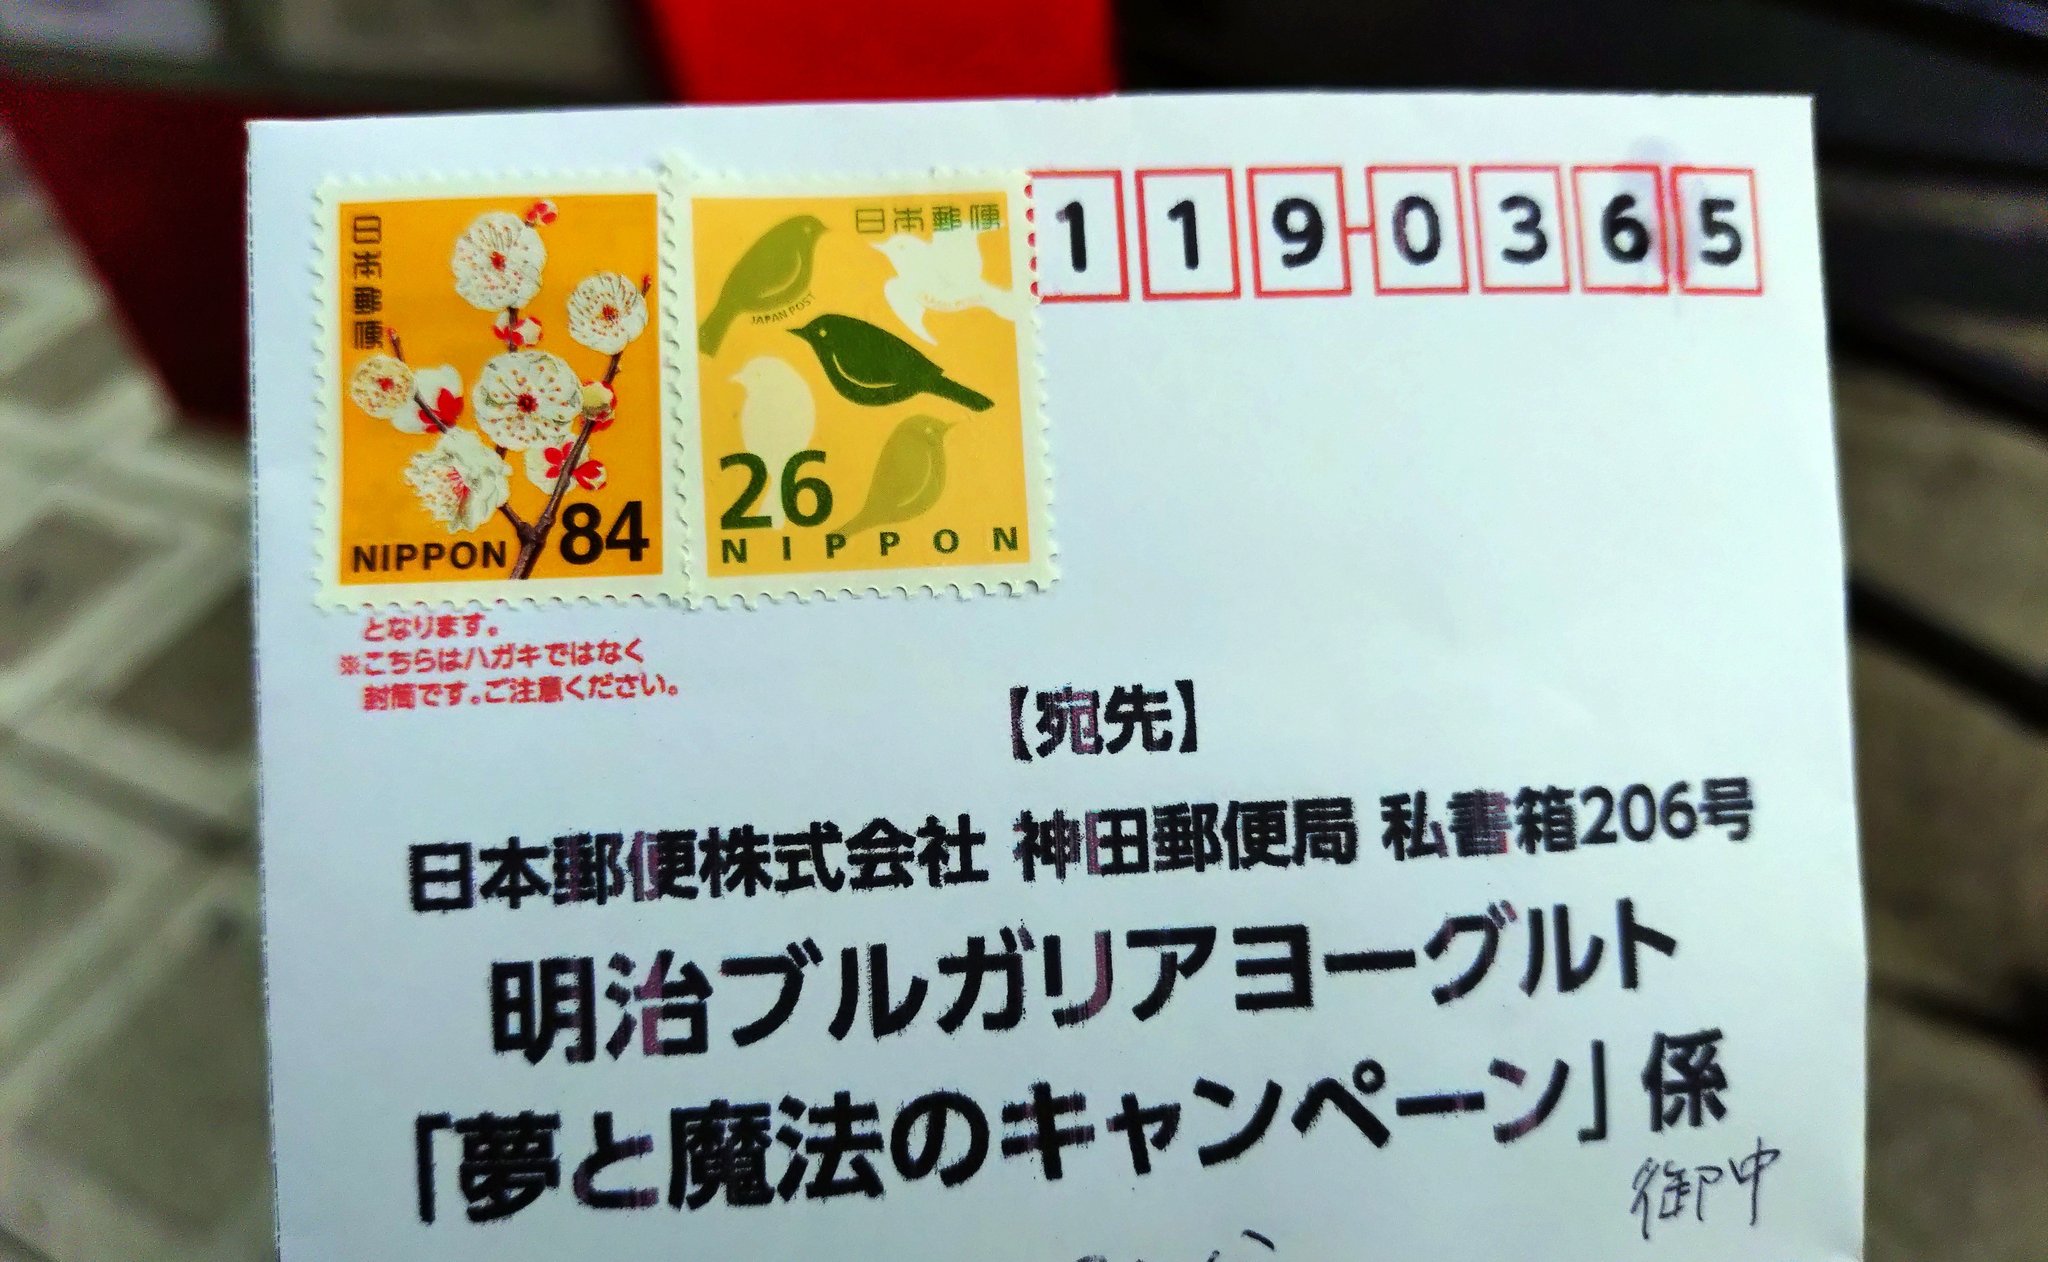 日本郵便
84
NIPPON
日本郵便
JAPAN POST
26
NIPPON
119-0365
となります。
※こちらはハガキではなく
封筒です。ご注意ください。
【宛先】
日本郵便株式会社 神田郵便局 私書箱206号
明治ブルガリアヨーグルト
「夢と魔法のキャンペーン」係
御中